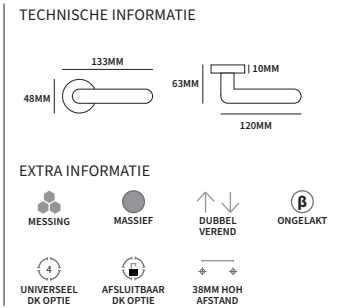 TECHNISCHE INFORMATIE
133MM
48MM
10MM
63MM
120MM
EXTRA INFORMATIE
MESSING
MASSIEF
DUBBEL
VEREND
β
ONGELAKT
4
UNIVERSEEL
DK OPTIE
AFSLUITBAAR
DK OPTIE
38MM HOH
AFSTAND